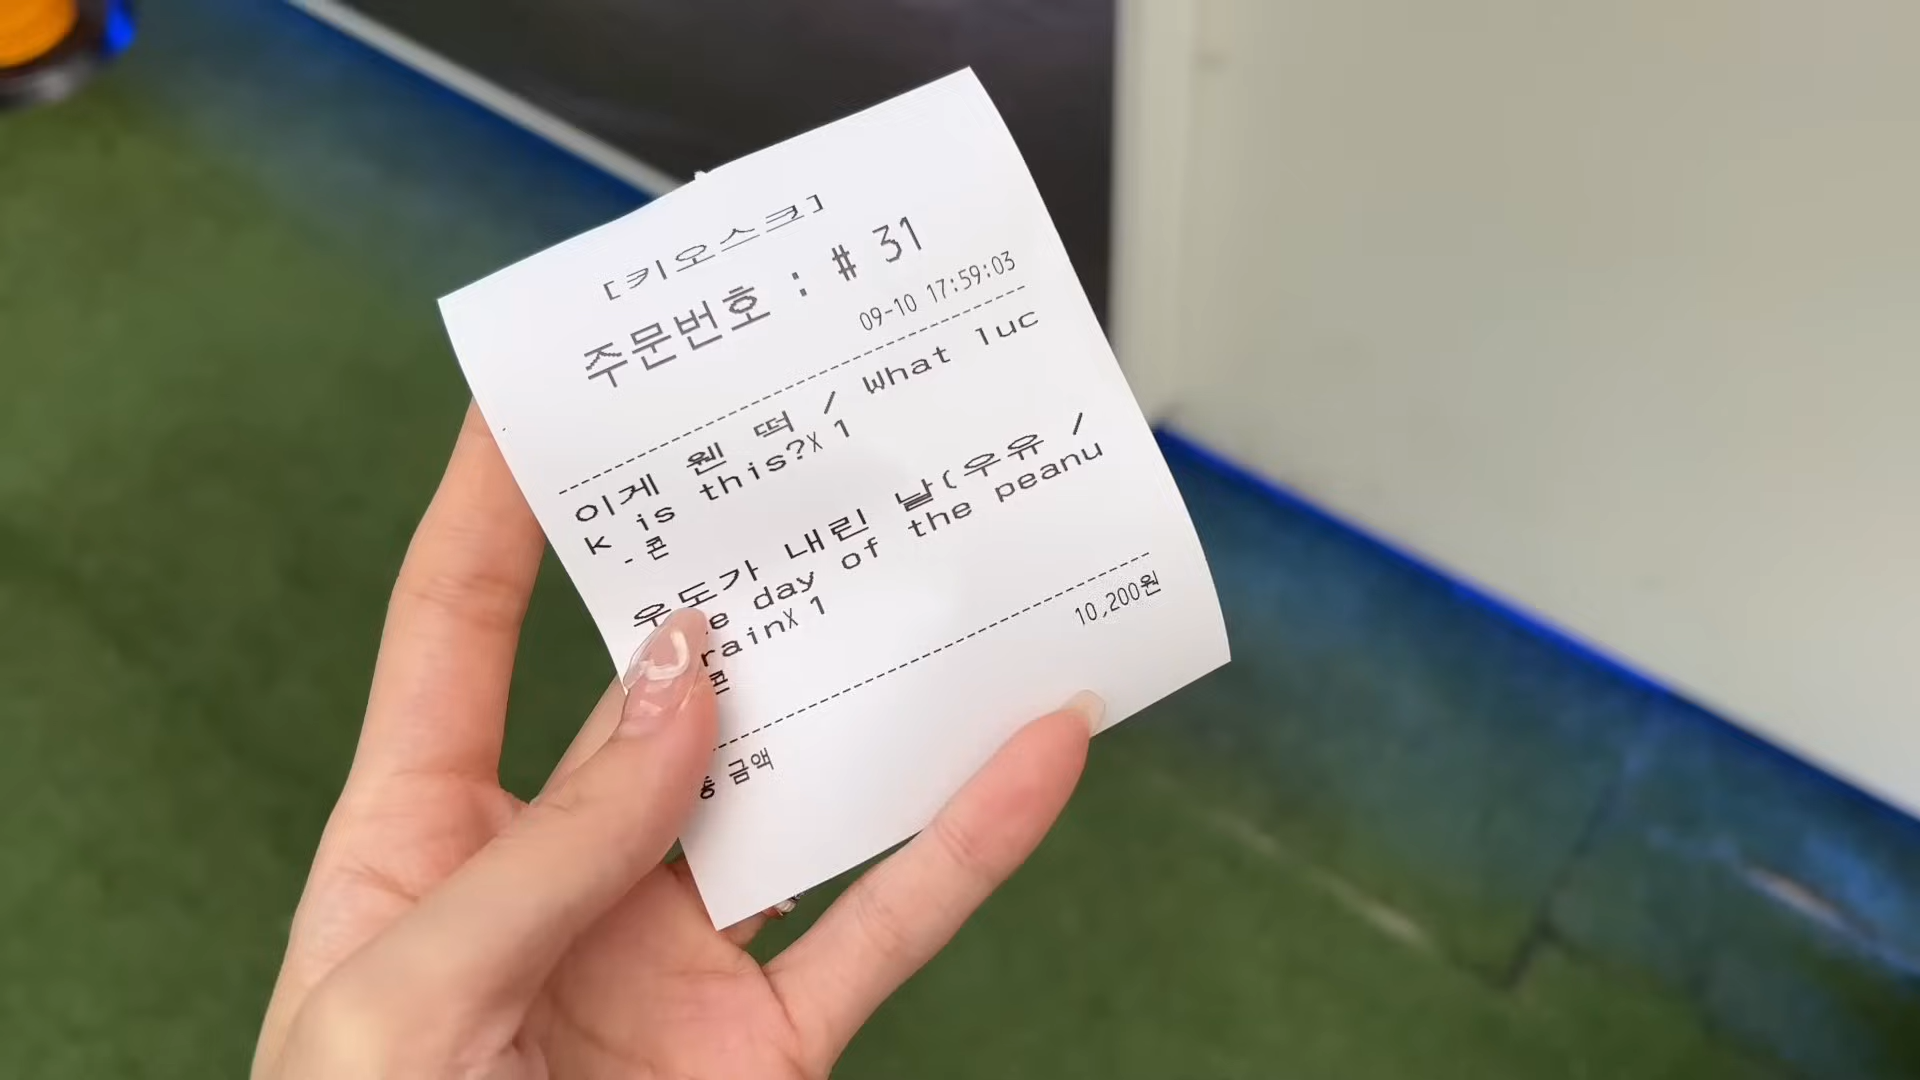 [키오스크]
주문번호 : # 31
09-10 17:59:03
이게 웬 떡 / What luc
k is this?X 1
- 콘
우도가 내린 날(우유 /
day of the peanu
rainX 1
콘
총 금액 10,200원